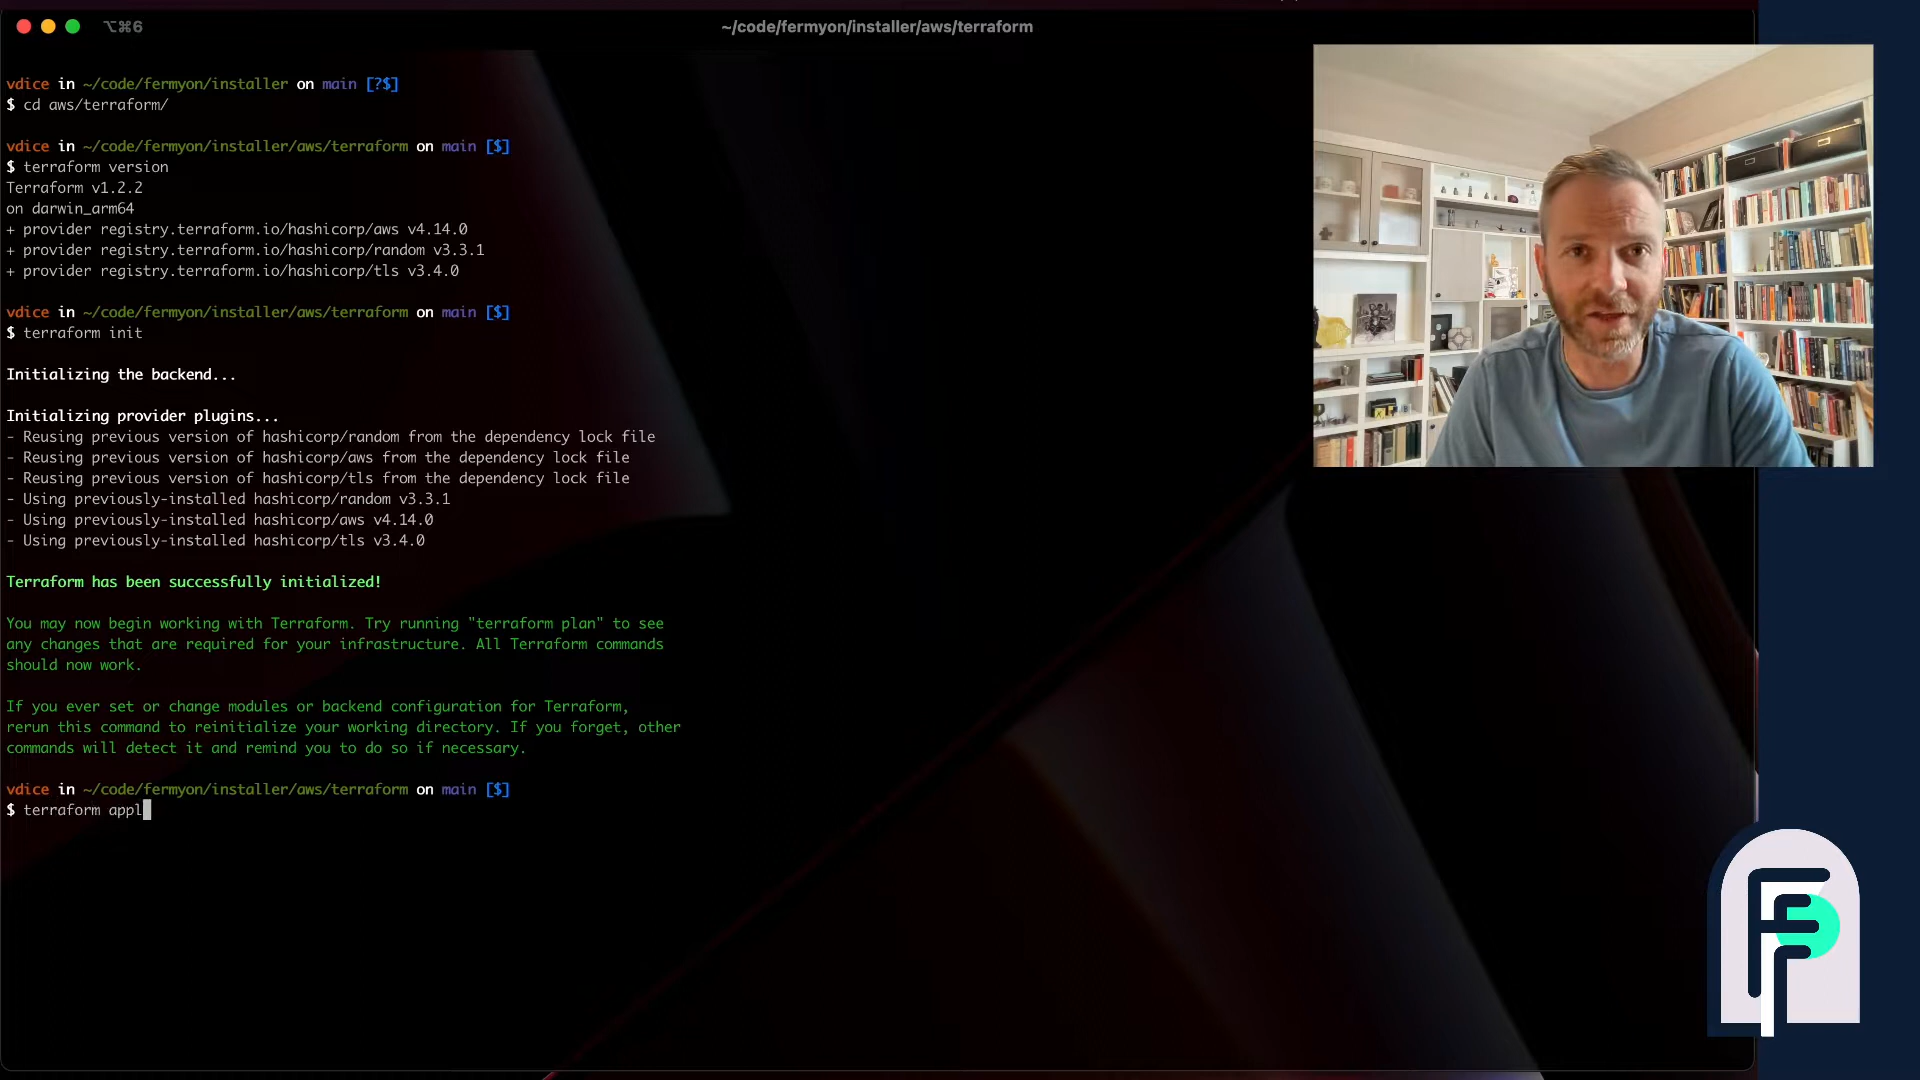 ⌥⌘6
~/code/fermyon/installer/aws/terraform
vdice in ~/code/fermyon/installer on main [?$]
$ cd aws/terraform/
vdice in ~/code/fermyon/installer/aws/terraform on main [$]
$ terraform version
Terraform v1.2.2
on darwin_arm64
+ provider registry.terraform.io/hashicorp/aws v4.14.0
+ provider registry.terraform.io/hashicorp/random v3.3.1
+ provider registry.terraform.io/hashicorp/tls v3.4.0
vdice in ~/code/fermyon/installer/aws/terraform on main [$]
$ terraform init
Initializing the backend...
Initializing provider plugins...
- Reusing previous version of hashicorp/random from the dependency lock file
- Reusing previous version of hashicorp/aws from the dependency lock file
- Reusing previous version of hashicorp/tls from the dependency lock file
- Using previously-installed hashicorp/random v3.3.1
- Using previously-installed hashicorp/aws v4.14.0
- Using previously-installed hashicorp/tls v3.4.0
Terraform has been successfully initialized!
You may now begin working with Terraform. Try running "terraform plan" to see
any changes that are required for your infrastructure. All Terraform commands
should now work.
If you ever set or change modules or backend configuration for Terraform,
rerun this command to reinitialize your working directory. If you forget, other
commands will detect it and remind you to do so if necessary.
vdice in ~/code/fermyon/installer/aws/terraform on main [$]
$ terraform appl